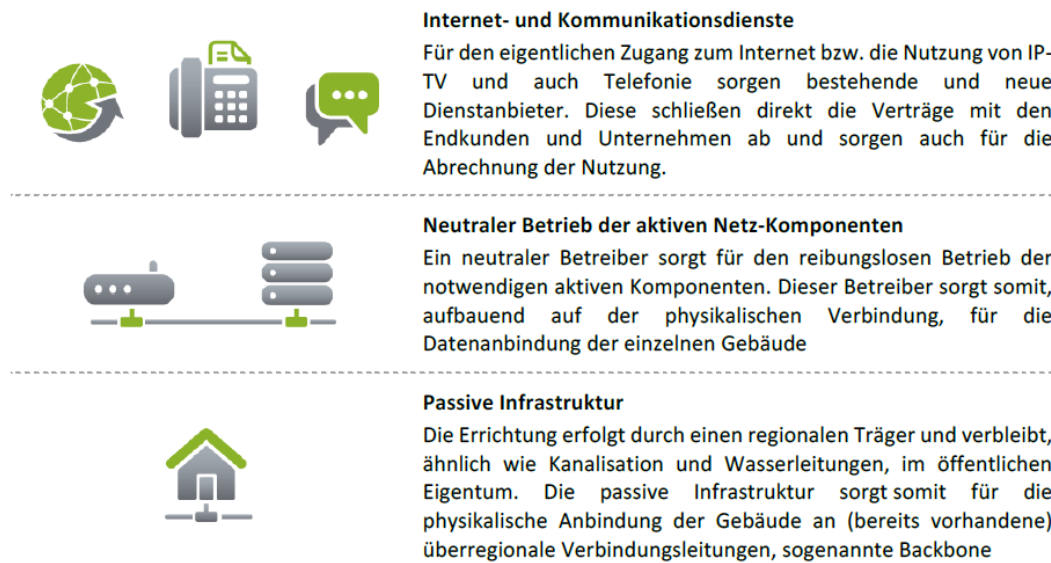 Internet- und Kommunikationsdienste
Für den eigentlichen Zugang zum Internet bzw. die Nutzung von IP-
TV und auch Telefonie sorgen bestehende und neue
Dienstanbieter. Diese schließen direkt die Verträge mit den
Endkunden und Unternehmen ab und sorgen auch für die
Abrechnung der Nutzung.
Neutraler Betrieb der aktiven Netz-Komponenten
Ein neutraler Betreiber sorgt für den reibungslosen Betrieb der
notwendigen aktiven Komponenten. Dieser Betreiber sorgt somit,
aufbauend auf der physikalischen Verbindung, für die
Datenanbindung der einzelnen Gebäude
Passive Infrastruktur
Die Errichtung erfolgt durch einen regionalen Träger und verbleibt,
ähnlich wie Kanalisation und Wasserleitungen, im öffentlichen
Eigentum. Die passive Infrastruktur sorgt somit für die
physikalische Anbindung der Gebäude an (bereits vorhandene)
überregionale Verbindungsleitungen, sogenannte Backbone